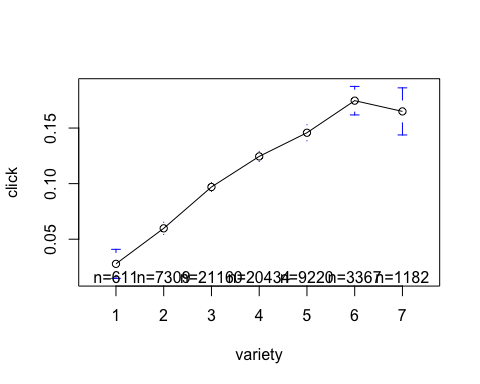 click
0.15
0.10
0.05
n=611 n=7309 n=21160 n=20434 n=9220 n=3367 n=1182
1 2 3 4 5 6 7
variety